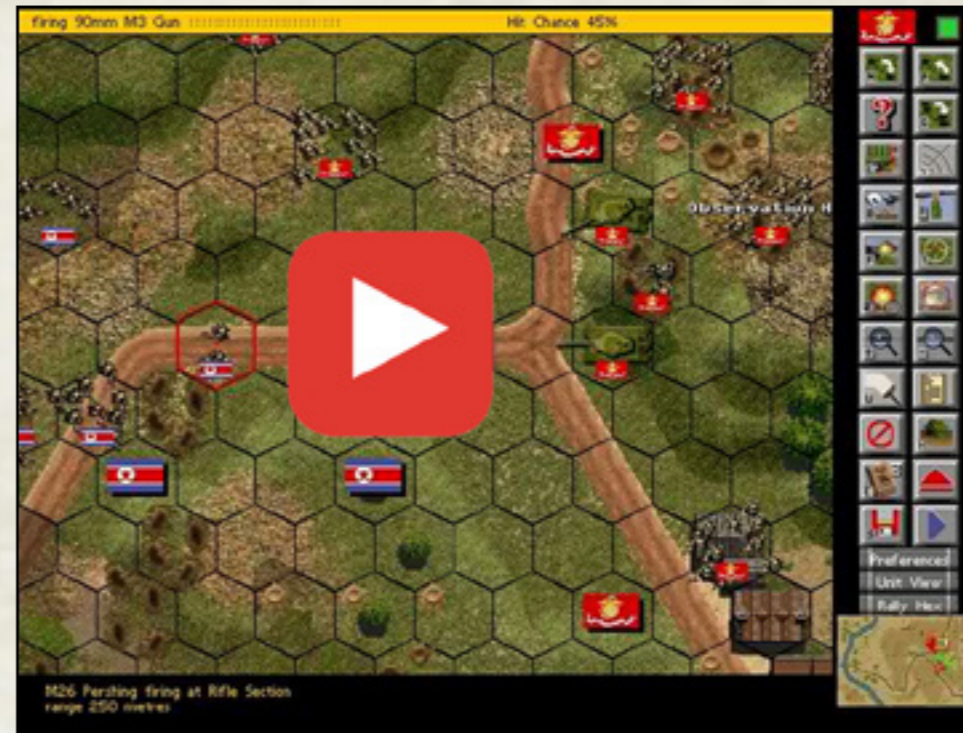 firing 90mm M3 Gun Hit Chance 45%
Observation H
Preferences
Unit View
Rally Hex
M26 Pershing firing at Rifle Section
range 250 metres